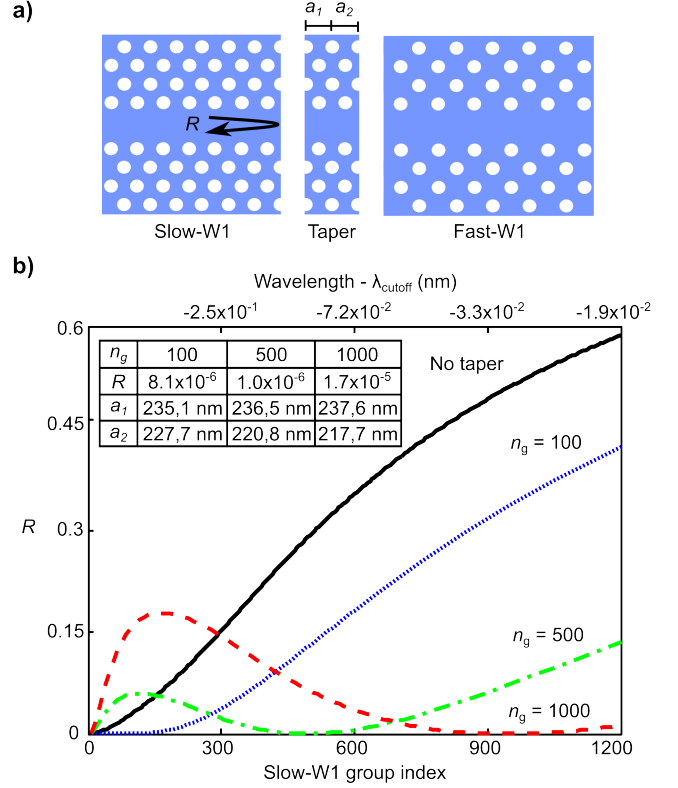 a)
a₁ a₂
R
Slow-W1 Taper Fast-W1
b)
Wavelength - λcutoff (nm)
-2.5x10⁻¹ -7.2x10⁻² -3.3x10⁻² -1.9x10⁻²
0.6
n_g 100 500 1000
R 8.1x10⁻⁶ 1.0x10⁻⁶ 1.7x10⁻⁵
a₁ 235,1 nm 236,5 nm 237,6 nm
a₂ 227,7 nm 220,8 nm 217,7 nm
No taper
0.45
n_g = 100
R
0.3
0.15
n_g = 500
n_g = 1000
0
0 300 600 900 1200
Slow-W1 group index